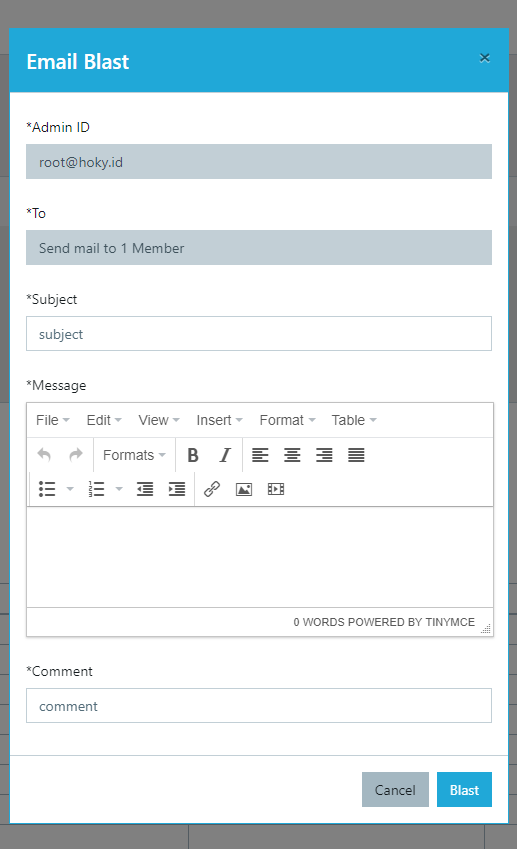 Email Blast
×
*Admin ID
root@hoky.id
*To
Send mail to 1 Member
*Subject
subject
*Message
File Edit View Insert Format Table
Formats B I
0 WORDS POWERED BY TINYMCE
*Comment
comment
Cancel Blast